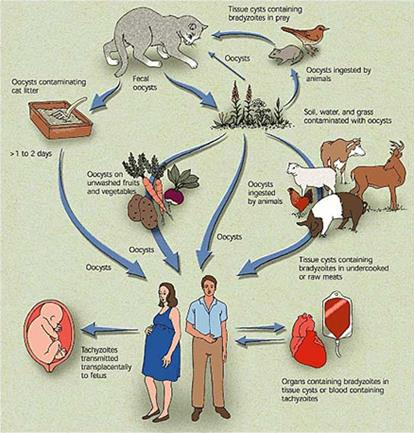 Tissue cysts containing
bradyzoites in prey
Oocysts
Oocysts ingested by
animals
Oocysts contaminating
cat litter
Fecal
oocysts
Soil, water, and grass
contaminated with oocysts
>1 to 2 days
Oocysts on
unwashed fruits
and vegetables
Oocysts
ingested by
animals
Oocysts
Oocysts
Oocysts
Tissue cysts containing
bradyzoites in undercooked
or raw meats
Tachyzoites
transmitted
transplacentally
to fetus
Organs containing bradyzoites in
tissue cysts or blood containing
tachyzoites